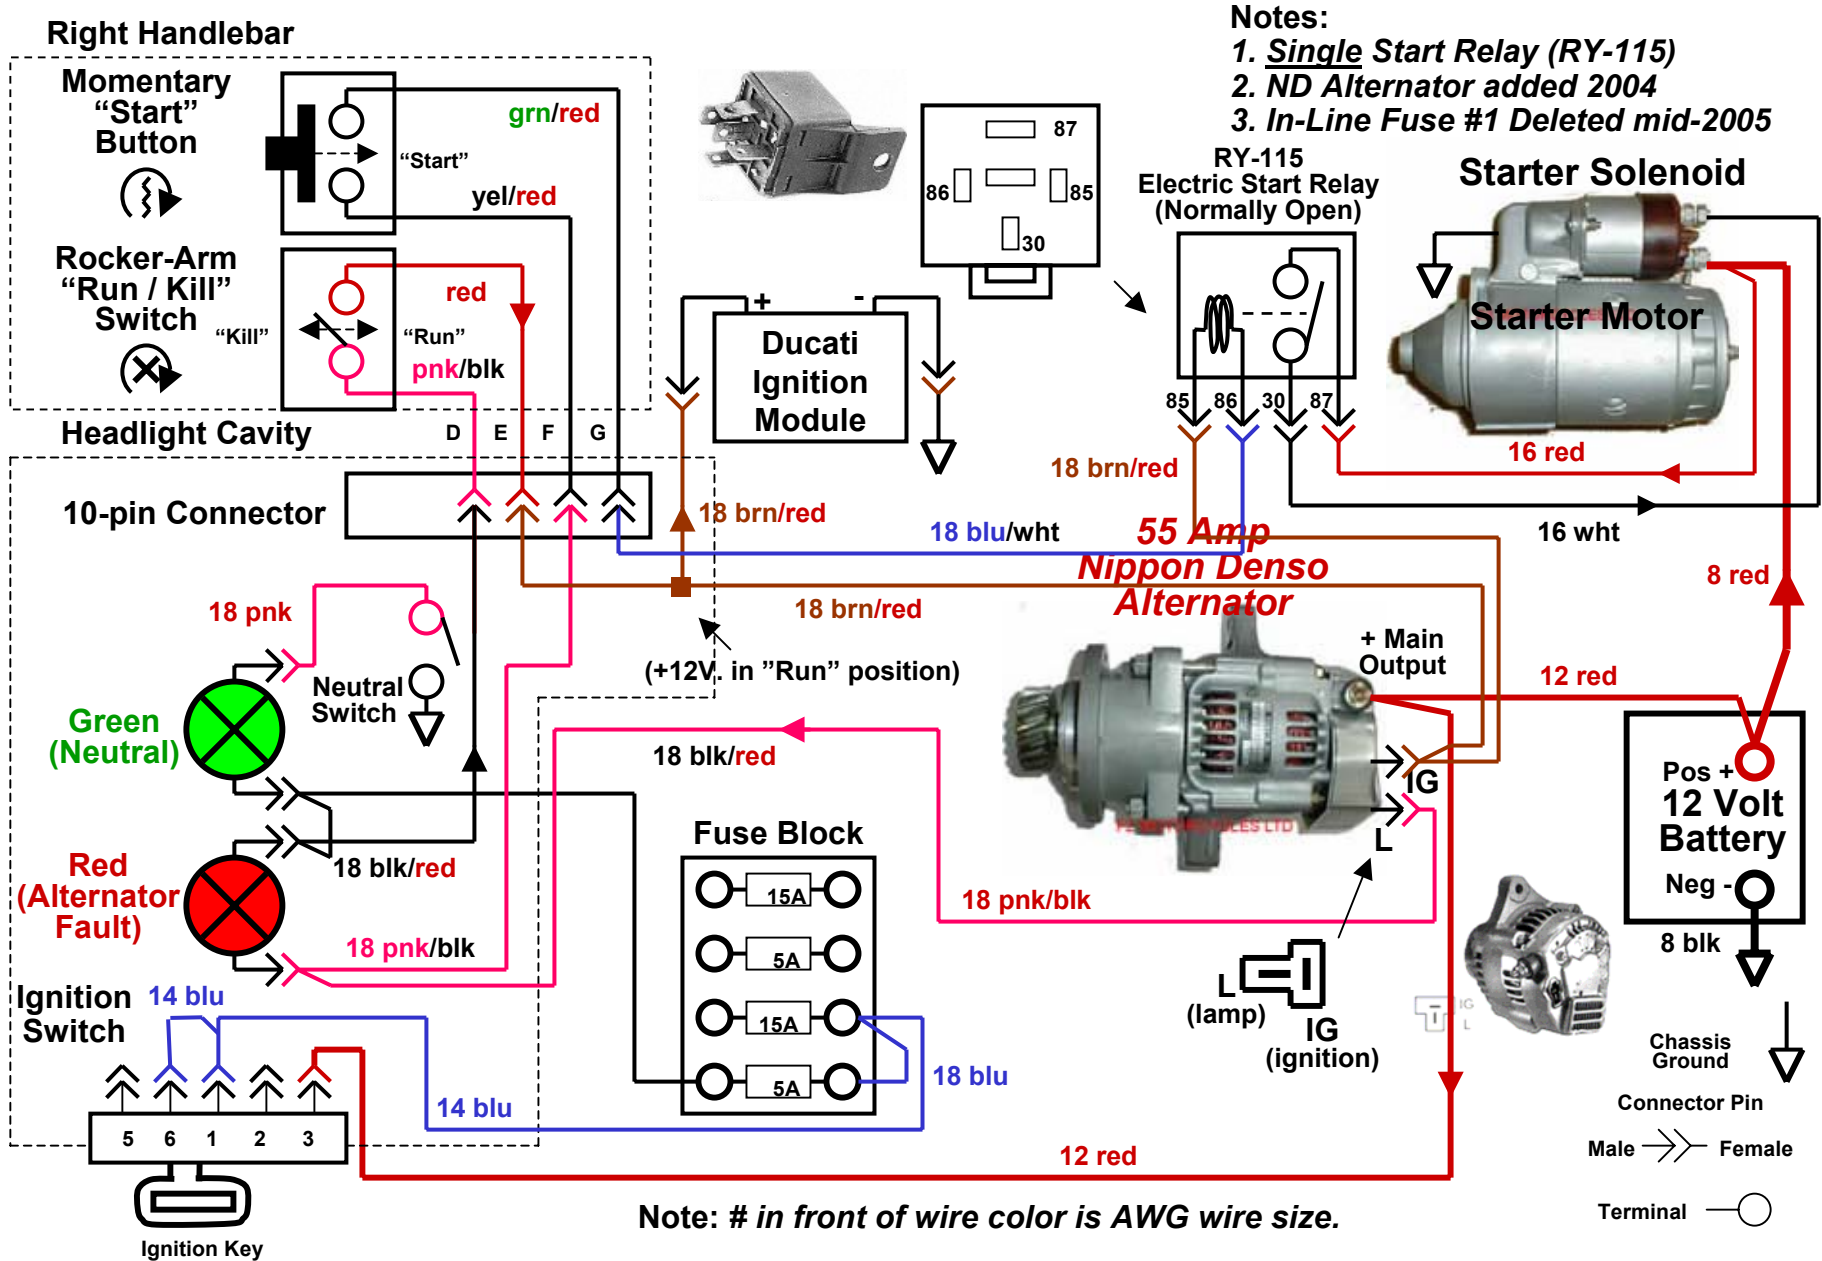 Right Handlebar
Momentary
“Start”
Button
grn/red
“Start”
yel/red
Rocker-Arm
“Run / Kill”
Switch
“Kill”
“Run”
red
pnk/blk
Headlight Cavity
D E F G
10-pin Connector
87
86
85
30
Notes:
1. Single Start Relay (RY-115)
2. ND Alternator added 2004
3. In-Line Fuse #1 Deleted mid-2005
RY-115
Electric Start Relay
(Normally Open)
85 86 30 87
Starter Solenoid
Starter Motor
+ -
Ducati
Ignition
Module
16 red
18 brn/red
18 brn/red
18 blu/wht
16 wht
55 Amp
Nippon Denso
Alternator
8 red
18 pnk
18 brn/red
(+12V. in ”Run” position)
+ Main
Output
12 red
Neutral
Switch
Green
(Neutral)
18 blk/red
IG
L
Pos +
12 Volt
Battery
Neg -
8 blk
Fuse Block
15A
5A
15A
5A
18 blk/red
Red
(Alternator
Fault)
18 pnk/blk
18 pnk/blk
L
(lamp)
IG
(ignition)
IG
L
Ignition
Switch
14 blu
14 blu
18 blu
5 6 1 2 3
Ignition Key
12 red
Chassis
Ground
Connector Pin
Male Female
Terminal
Note: # in front of wire color is AWG wire size.